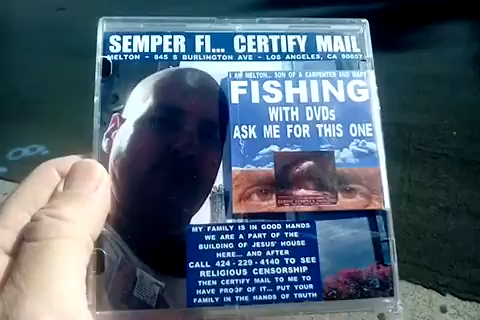 SEMPER FI... CERTIFY MAIL
MELTON - 845 S BURLINGTON AVE - LOS ANGELES, CA 90057
I AM MELTON... SON OF A CARPENTER AND MARY
FISHING
WITH DVDs
ASK ME FOR THIS ONE
MY FAMILY IS IN GOOD HANDS
WE ARE A PART OF THE
BUILDING OF JESUS' HOUSE
HERE... AND AFTER
CALL 424 - 229 - 4140 TO SEE
RELIGIOUS CENSORSHIP
THEN CERTIFY MAIL TO ME TO
HAVE PROOF OF IT... PUT YOUR
FAMILY IN THE HANDS OF TRUTH